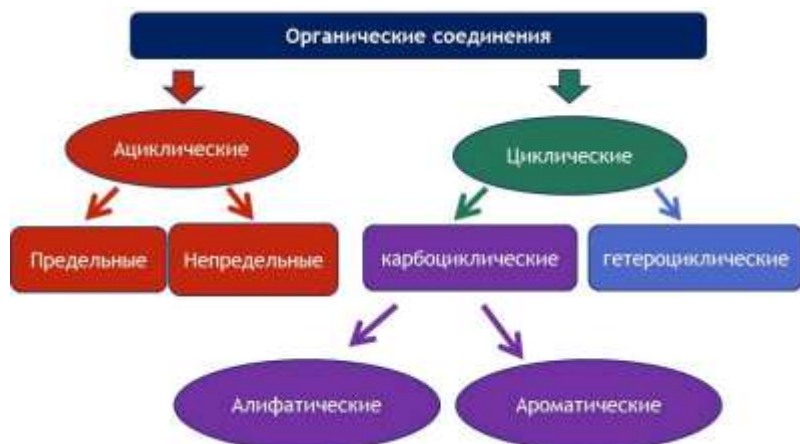 Органические соединения
Ациклические
Циклические
Предельные
Непредельные
карбоциклические
гетероциклические
Алифатические
Ароматические